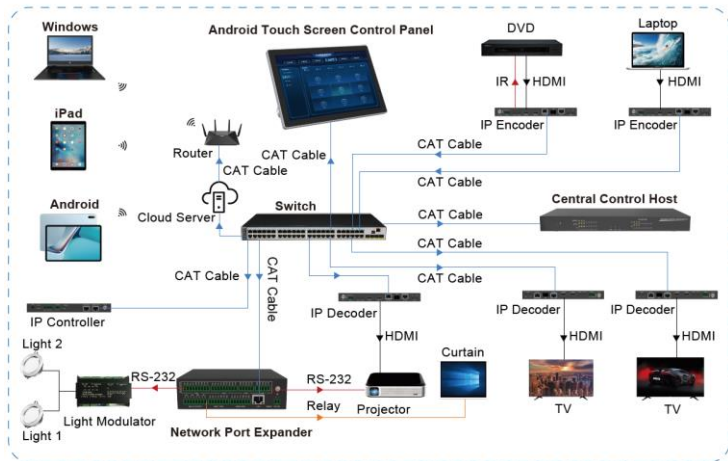 Windows
Android Touch Screen Control Panel
DVD
Laptop
IR
HDMI
HDMI
iPad
IP Encoder
IP Encoder
Router
CAT Cable
CAT Cable
CAT Cable
CAT Cable
Android
Cloud Server
Switch
Central Control Host
CAT Cable
CAT Cable
CAT Cable
CAT Cable
CAT Cable
IP Controller
IP Decoder
IP Decoder
IP Decoder
HDMI
HDMI
HDMI
Light 2
Curtain
RS-232
RS-232
Light 1
Light Modulator
Relay
Projector
TV
TV
Network Port Expander